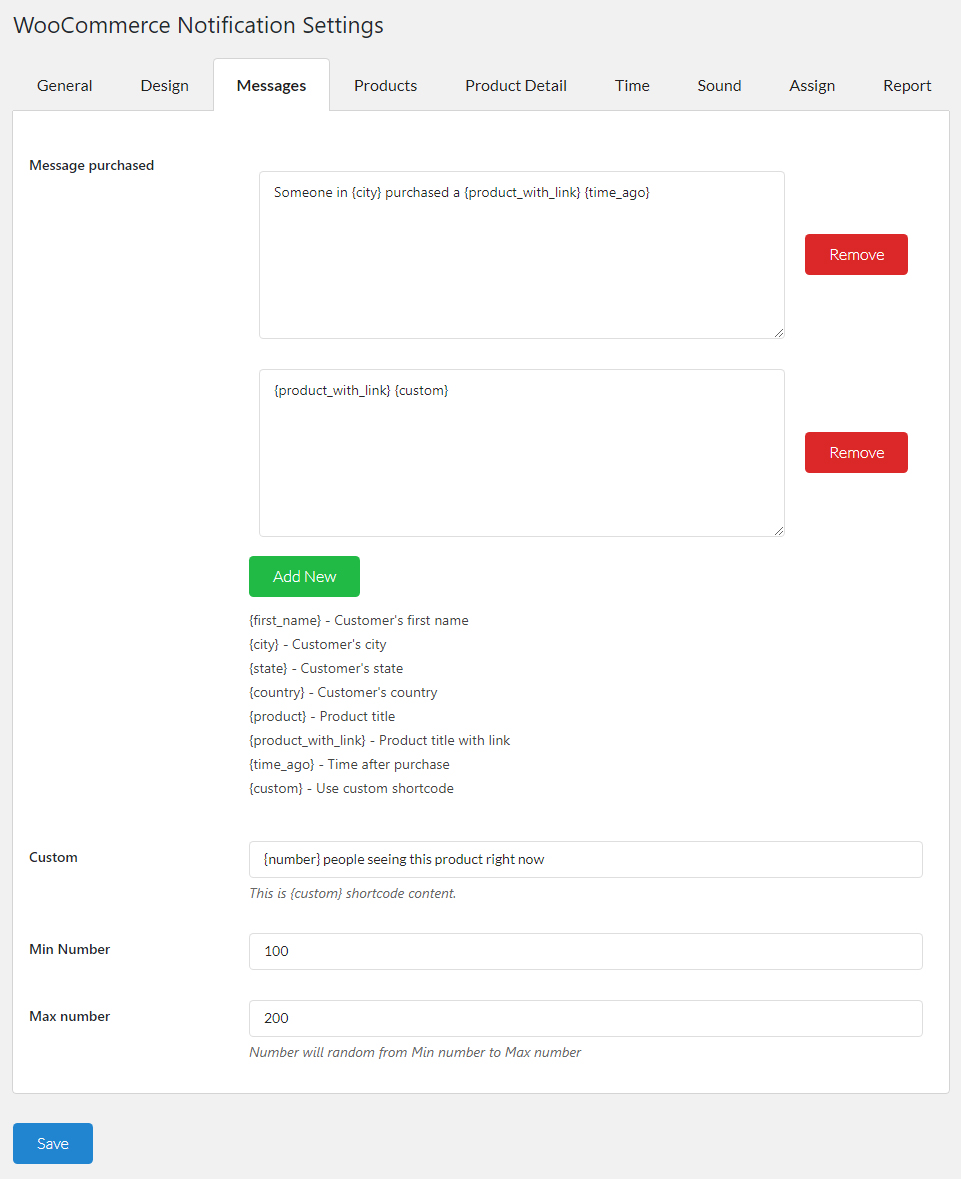 WooCommerce Notification Settings
General Design Messages Products Product Detail Time Sound Assign Report
Message purchased
Someone in {city} purchased a {product_with_link} {time_ago}
Remove
{product_with_link} {custom}
Remove
Add New
{first_name} - Customer's first name
{city} - Customer's city
{state} - Customer's state
{country} - Customer's country
{product} - Product title
{product_with_link} - Product title with link
{time_ago} - Time after purchase
{custom} - Use custom shortcode
Custom
{number} people seeing this product right now
This is {custom} shortcode content.
Min Number
100
Max number
200
Number will random from Min number to Max number
Save